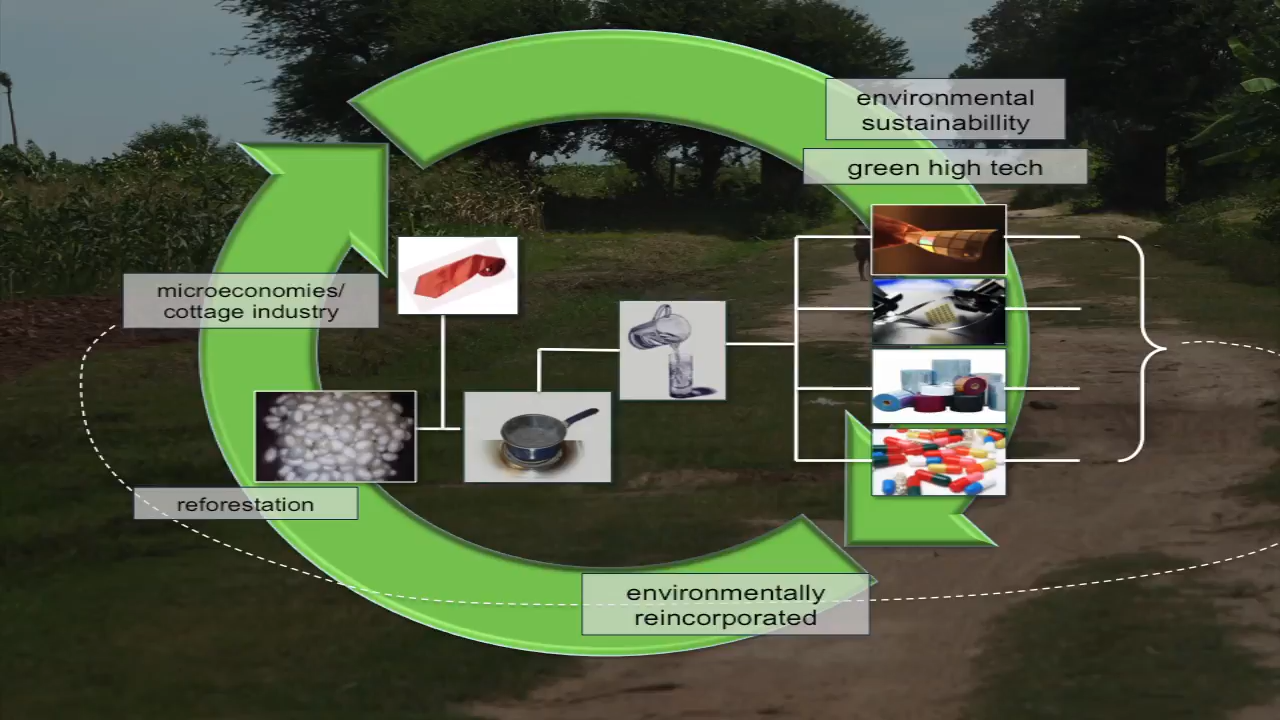 environmental
sustainabillity
green high tech
microeconomies/
cottage industry
reforestation
environmentally
reincorporated